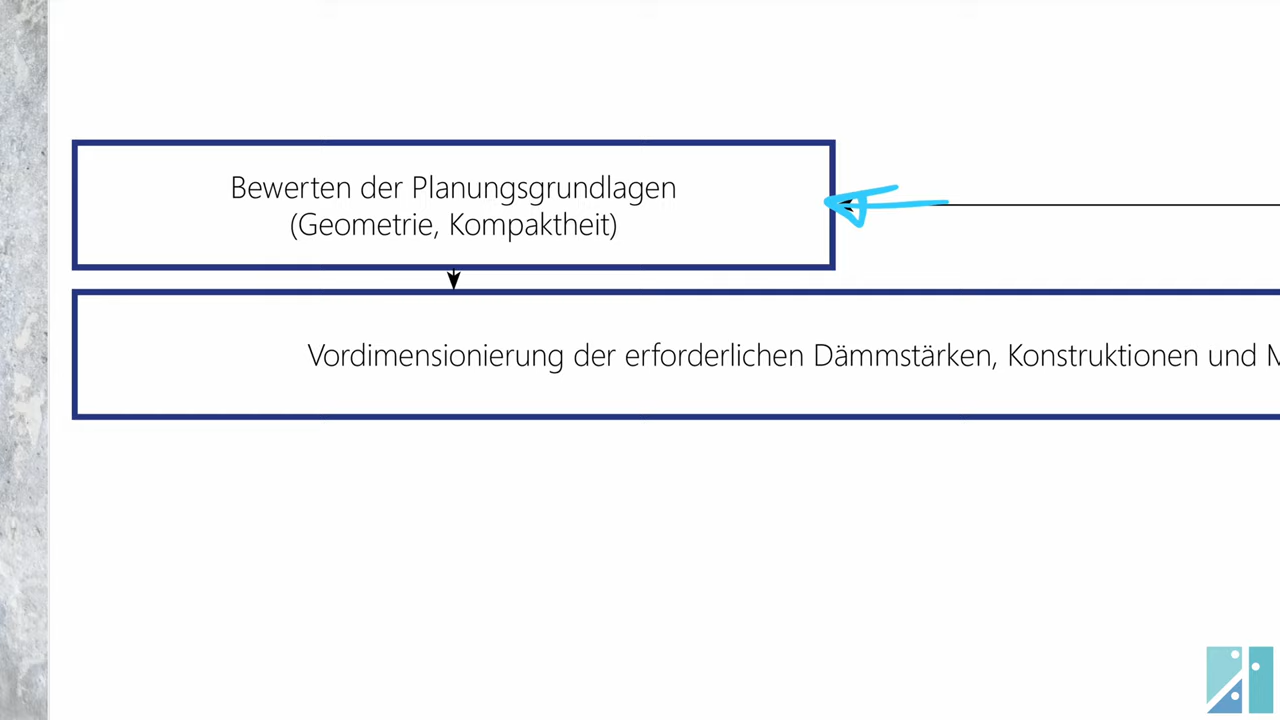 Bewerten der Planungsgrundlagen
(Geometrie, Kompaktheit)
Vordimensionierung der erforderlichen Dämmstärken, Konstruktionen und M